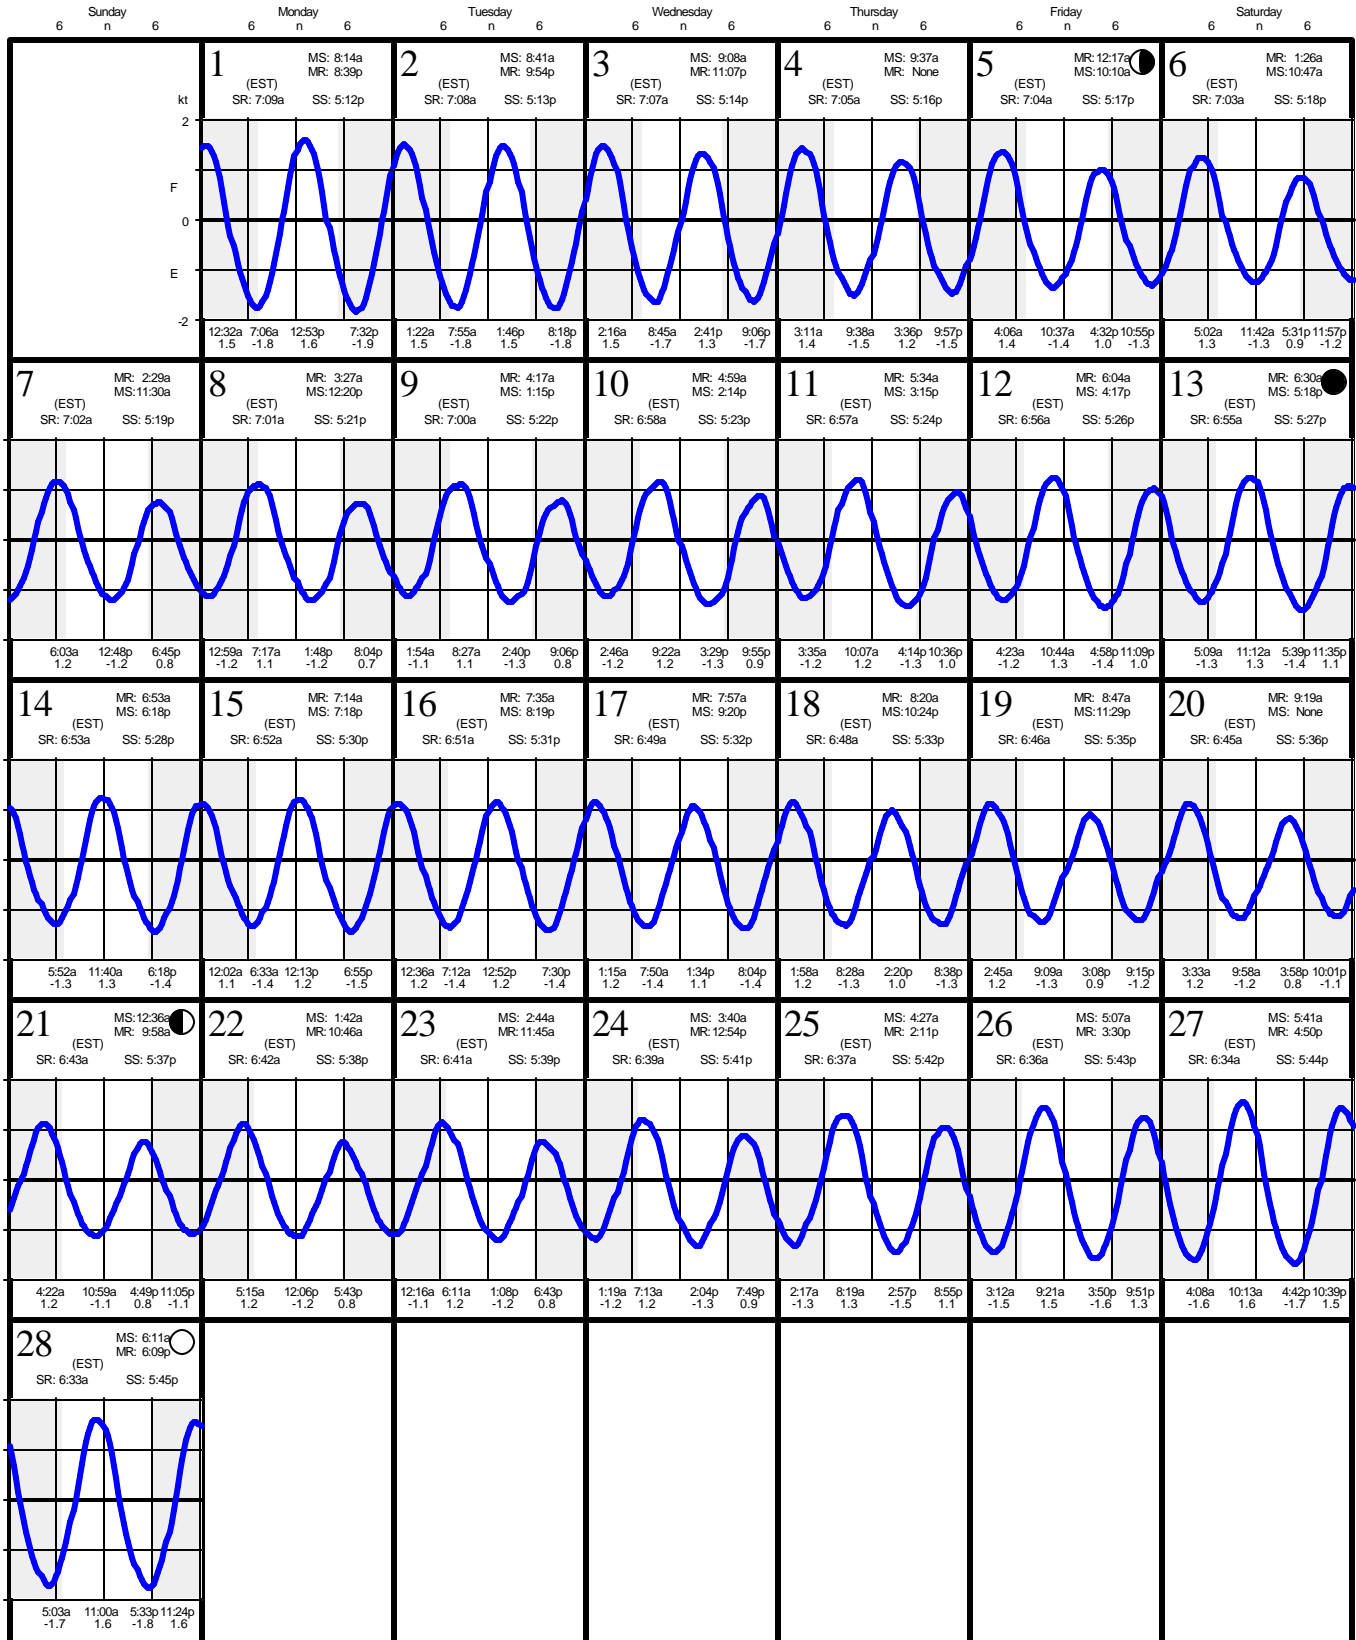 Sunday Monday Tuesday Wednesday Thursday Friday Saturday
6 n 6 6 n 6 6 n 6 6 n 6 6 n 6 6 n 6 6 n 6
kt
2
F
0
E
-2
1
MS: 8:14a
MR: 8:39p
(EST)
SR: 7:09a SS: 5:12p
12:32a 7:06a 12:53p 7:32p
1.5 -1.8 1.6 -1.9
2
MS: 8:41a
MR: 9:54p
(EST)
SR: 7:08a SS: 5:13p
1:22a 7:55a 1:46p 8:18p
1.5 -1.8 1.5 -1.8
3
MS: 9:08a
MR: 11:07p
(EST)
SR: 7:07a SS: 5:14p
2:16a 8:45a 2:41p 9:06p
1.5 -1.7 1.3 -1.7
4
MS: 9:37a
MR: None
(EST)
SR: 7:05a SS: 5:16p
3:11a 9:38a 3:36p 9:57p
1.4 -1.5 1.2 -1.5
5
MR: 12:17a
MS: 10:10a
(EST)
SR: 7:04a SS: 5:17p
4:06a 10:37a 4:32p 10:55p
1.4 -1.4 1.0 -1.3
6
MR: 1:26a
MS: 10:47a
(EST)
SR: 7:03a SS: 5:18p
5:02a 11:42a 5:31p 11:57p
1.3 -1.3 0.9 -1.2
7
MR: 2:29a
MS: 11:30a
(EST)
SR: 7:02a SS: 5:19p
6:03a 12:48p 6:45p
1.2 -1.2 0.8
8
MR: 3:27a
MS: 12:20p
(EST)
SR: 7:01a SS: 5:21p
12:59a 7:17a 1:48p 8:04p
-1.2 1.1 -1.2 0.7
9
MR: 4:17a
MS: 1:15p
(EST)
SR: 7:00a SS: 5:22p
1:54a 8:27a 2:40p 9:06p
-1.1 1.1 -1.3 0.8
10
MR: 4:59a
MS: 2:14p
(EST)
SR: 6:58a SS: 5:23p
2:46a 9:22a 3:29p 9:55p
-1.2 1.2 -1.3 0.9
11
MR: 5:34a
MS: 3:15p
(EST)
SR: 6:57a SS: 5:24p
3:35a 10:07a 4:14p 10:36p
-1.2 1.2 -1.3 1.0
12
MR: 6:04a
MS: 4:17p
(EST)
SR: 6:56a SS: 5:26p
4:23a 10:44a 4:58p 11:09p
-1.2 1.3 -1.4 1.0
13
MR: 6:30a
MS: 5:18p
(EST)
SR: 6:55a SS: 5:27p
5:09a 11:12a 5:39p 11:35p
-1.3 1.3 -1.4 1.1
14
MR: 6:53a
MS: 6:18p
(EST)
SR: 6:53a SS: 5:28p
5:52a 11:40a 6:18p
-1.3 1.3 -1.4
15
MR: 7:14a
MS: 7:18p
(EST)
SR: 6:52a SS: 5:30p
12:02a 6:33a 12:13p 6:55p
1.1 -1.4 1.2 -1.5
16
MR: 7:35a
MS: 8:19p
(EST)
SR: 6:51a SS: 5:31p
12:36a 7:12a 12:52p 7:30p
1.2 -1.4 1.2 -1.4
17
MR: 7:57a
MS: 9:20p
(EST)
SR: 6:49a SS: 5:32p
1:15a 7:50a 1:34p 8:04p
1.2 -1.4 1.1 -1.4
18
MR: 8:20a
MS: 10:24p
(EST)
SR: 6:48a SS: 5:33p
1:58a 8:28a 2:20p 8:38p
1.2 -1.3 1.0 -1.3
19
MR: 8:47a
MS: 11:29p
(EST)
SR: 6:46a SS: 5:35p
2:45a 9:09a 3:08p 9:15p
1.2 -1.3 0.9 -1.2
20
MR: 9:19a
MS: None
(EST)
SR: 6:45a SS: 5:36p
3:33a 9:58a 3:58p 10:01p
1.2 -1.2 0.8 -1.1
21
MS: 12:36a
MR: 9:58a
(EST)
SR: 6:43a SS: 5:37p
4:22a 10:59a 4:49p 11:05p
1.2 -1.1 0.8 -1.1
22
MS: 1:42a
MR: 10:46a
(EST)
SR: 6:42a SS: 5:38p
5:15a 12:06p 5:43p
1.2 -1.2 0.8
23
MS: 2:44a
MR: 11:45a
(EST)
SR: 6:41a SS: 5:39p
12:16a 6:11a 1:08p 6:43p
-1.1 1.2 -1.2 0.8
24
MS: 3:40a
MR: 12:54p
(EST)
SR: 6:39a SS: 5:41p
1:19a 7:13a 2:04p 7:49p
-1.2 1.2 -1.3 0.9
25
MS: 4:27a
MR: 2:11p
(EST)
SR: 6:37a SS: 5:42p
2:17a 8:19a 2:57p 8:55p
-1.3 1.3 -1.5 1.1
26
MS: 5:07a
MR: 3:30p
(EST)
SR: 6:36a SS: 5:43p
3:12a 9:21a 3:50p 9:51p
-1.5 1.5 -1.6 1.3
27
MS: 5:41a
MR: 4:50p
(EST)
SR: 6:34a SS: 5:44p
4:08a 10:13a 4:42p 10:39p
-1.6 1.6 -1.7 1.5
28
MS: 6:11a
MR: 6:09p
(EST)
SR: 6:33a SS: 5:45p
5:03a 11:00a 5:33p 11:24p
-1.7 1.6 -1.8 1.6